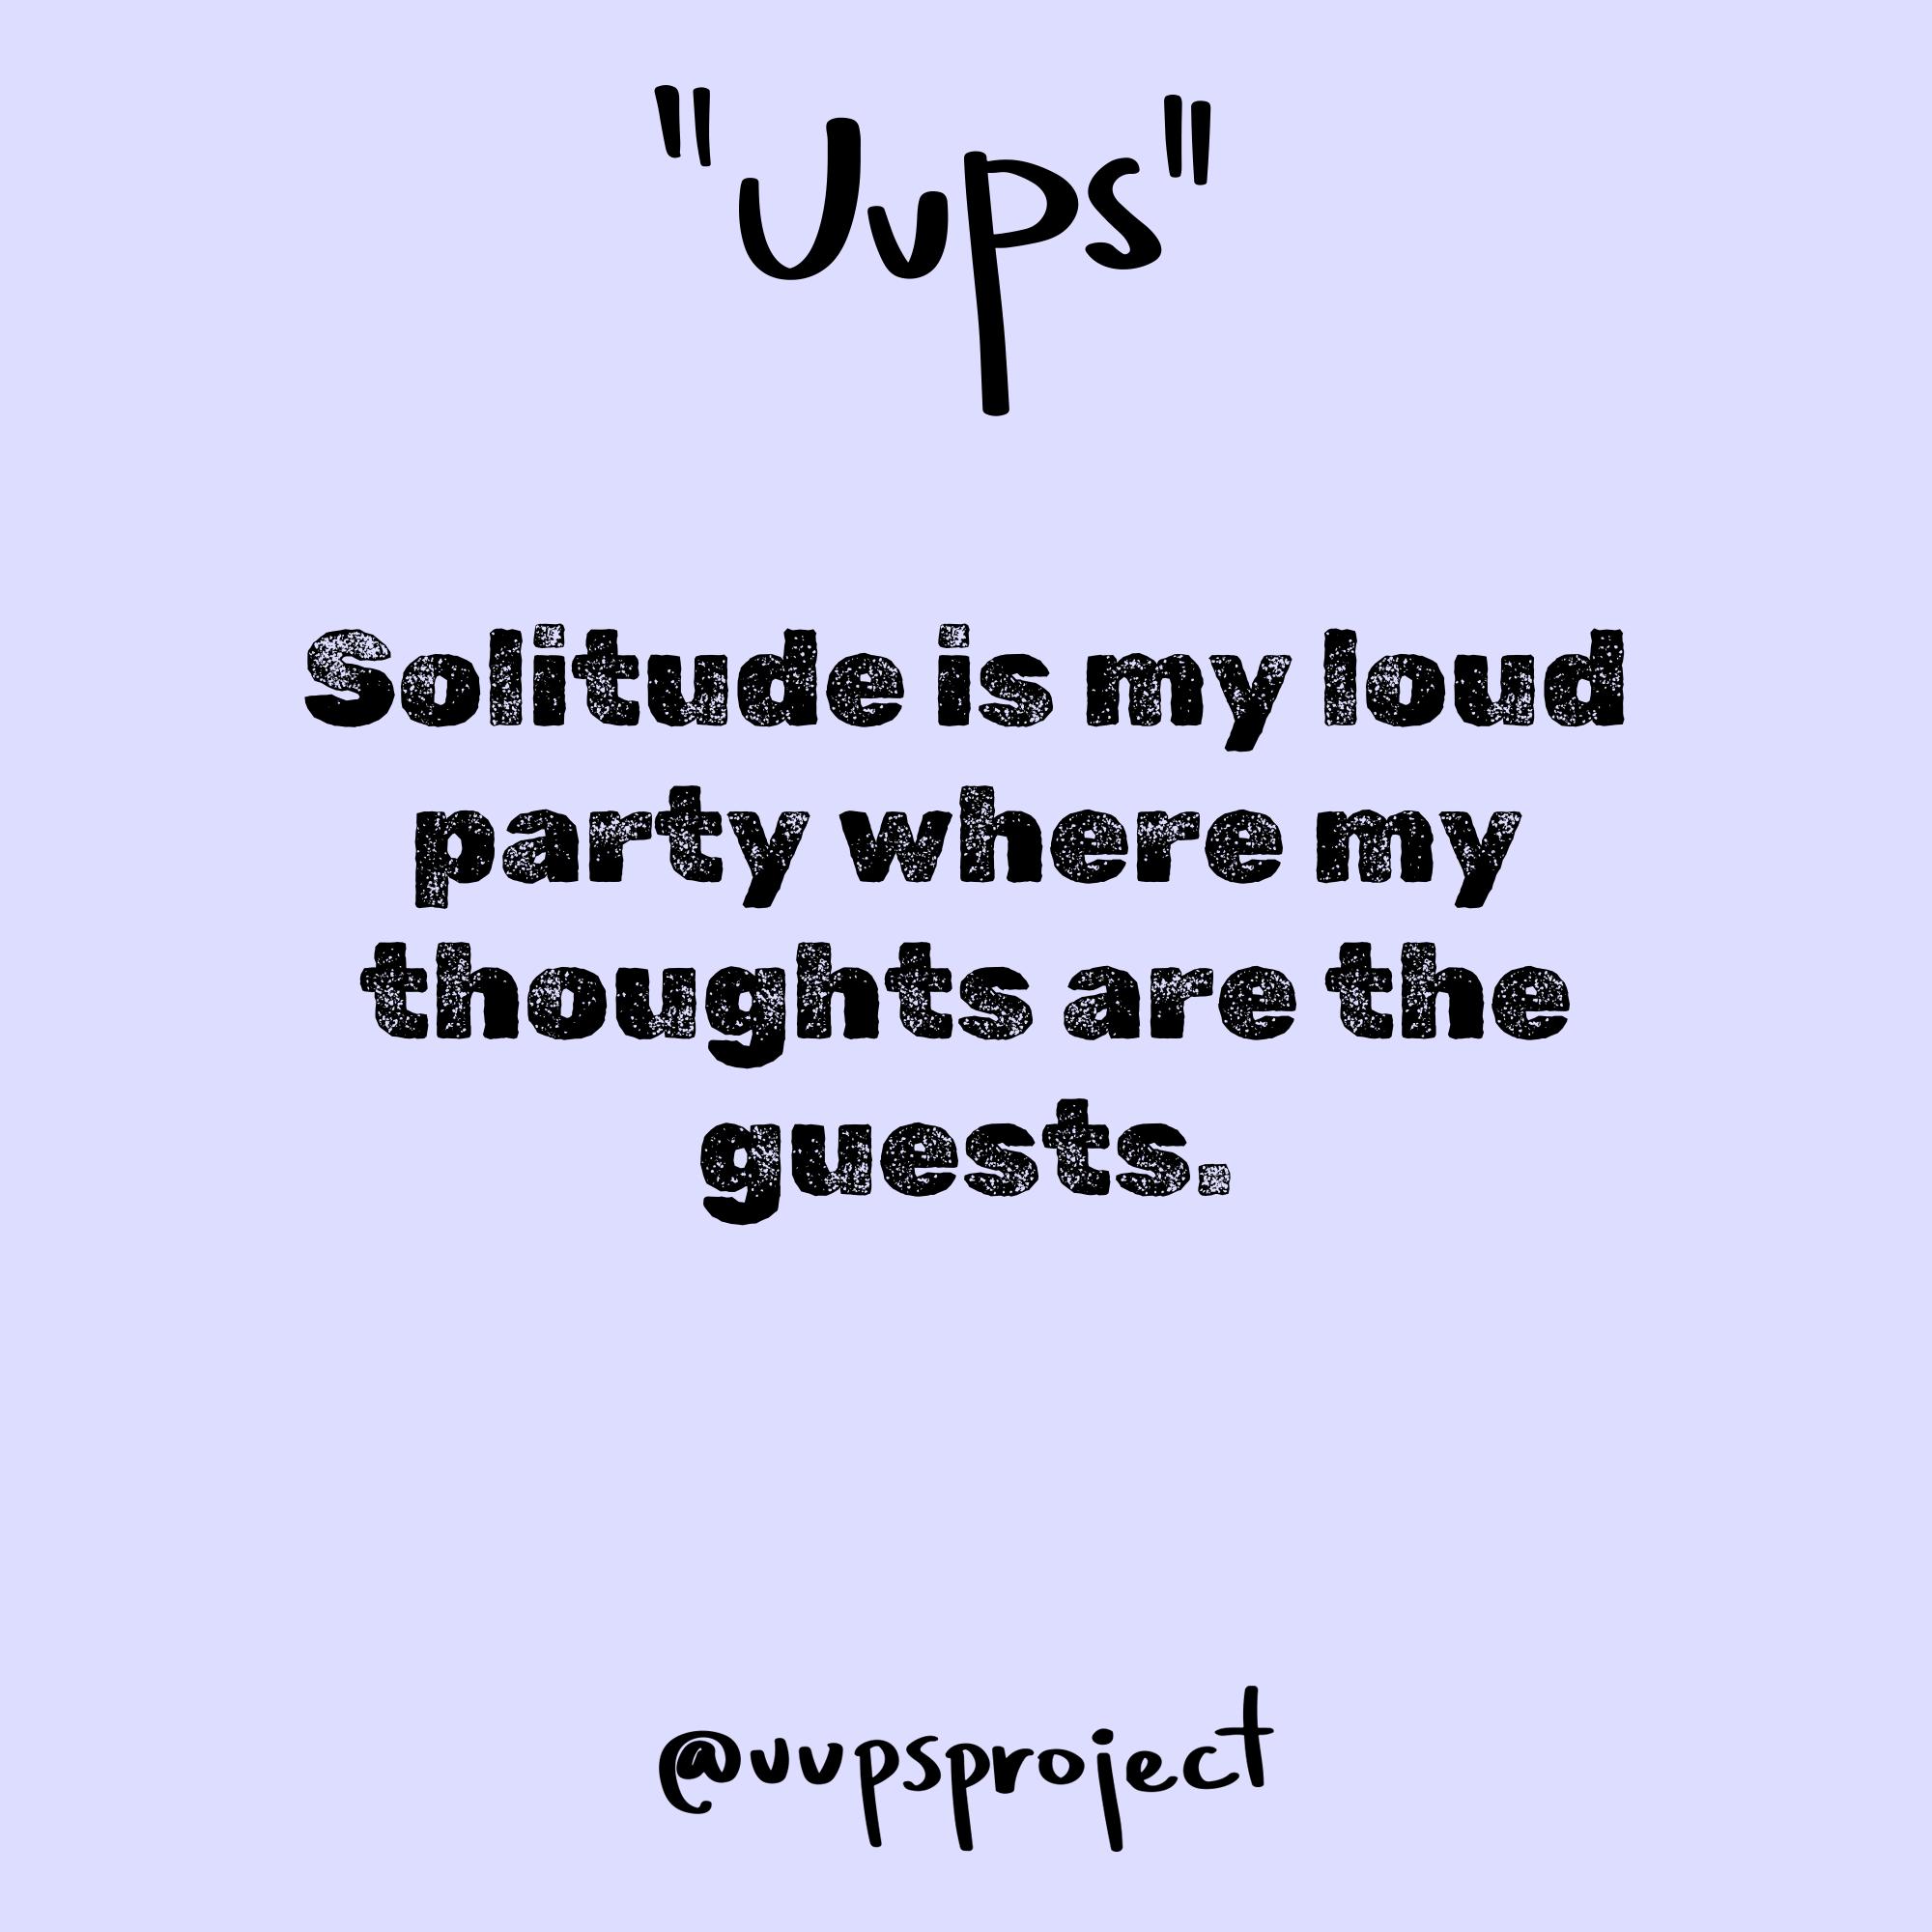 "Uups"
Solitude is my loud
party where my
thoughts are the
guests.
@uupsproject